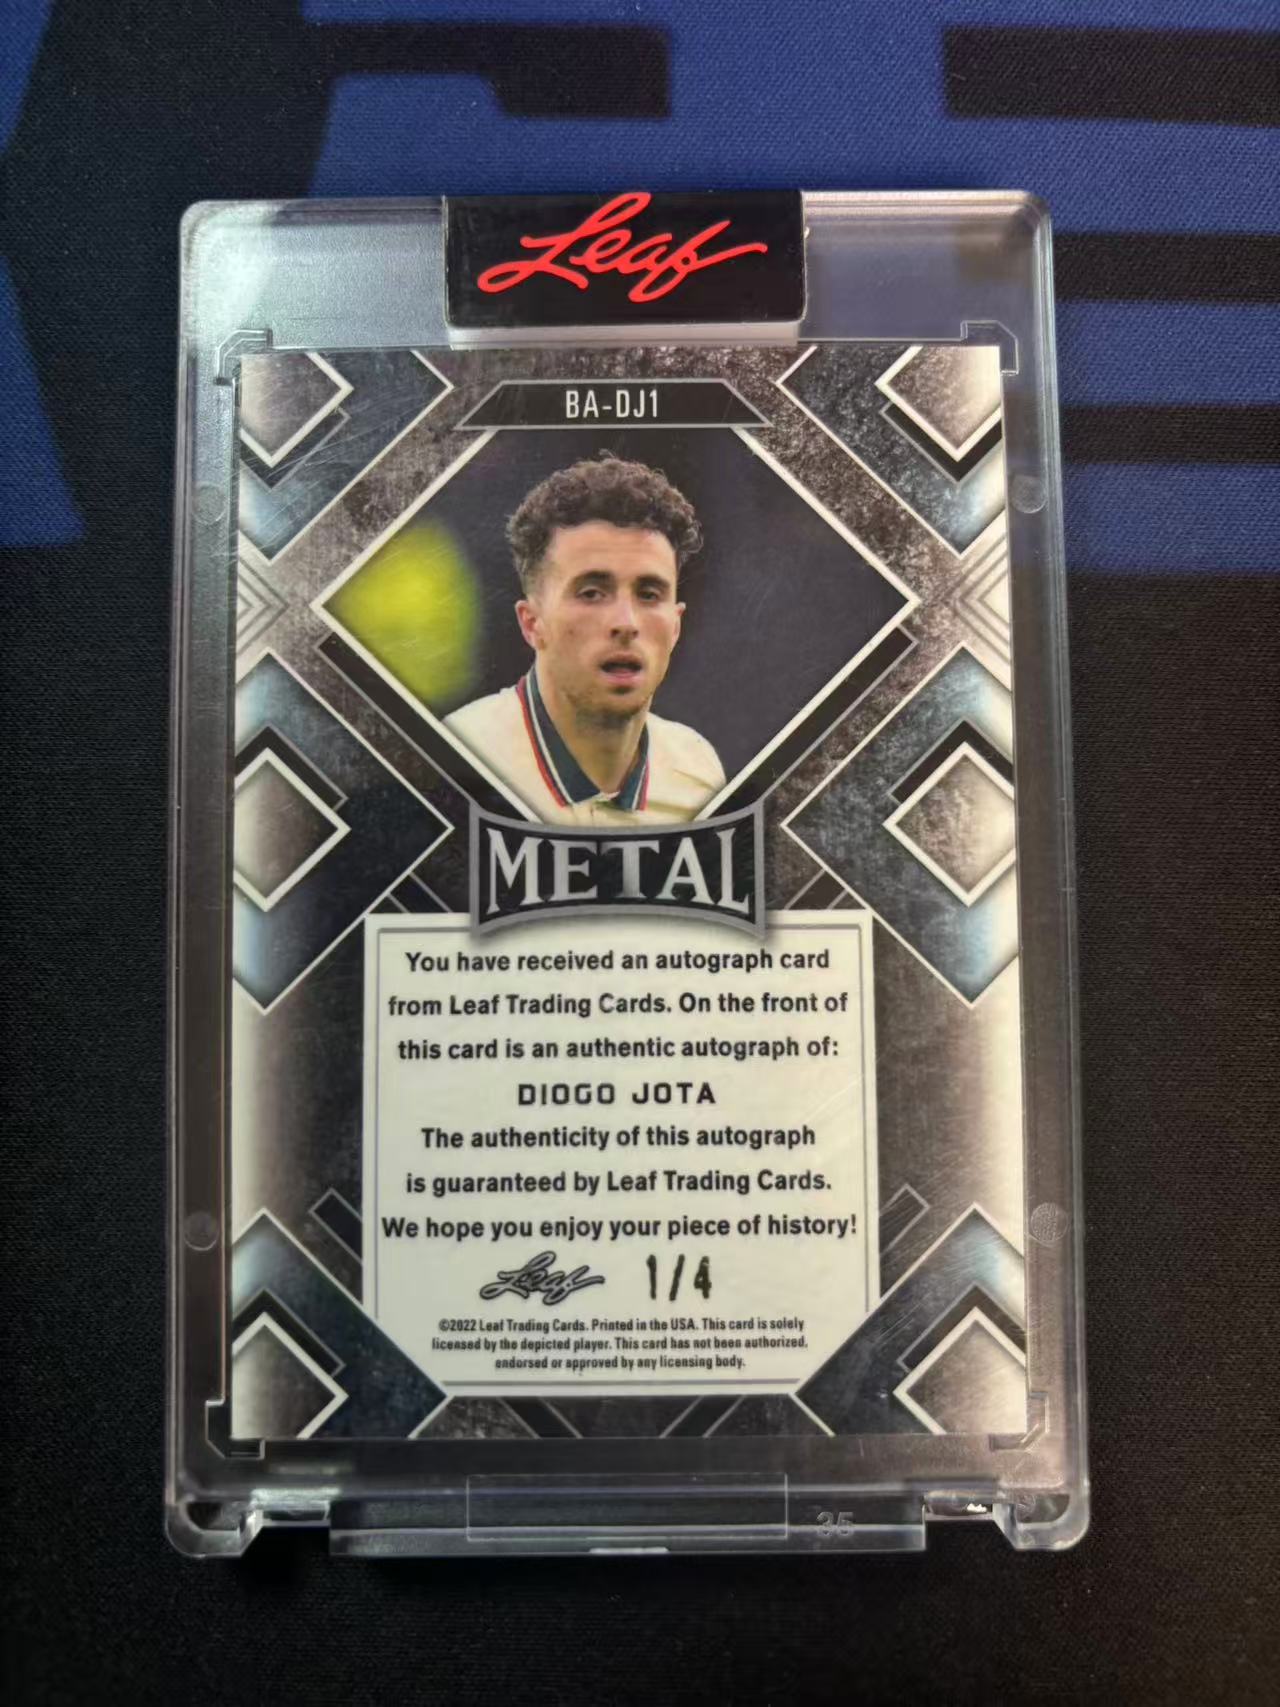 Leaf
BA-DJ1
METAL
You have received an autograph card
from Leaf Trading Cards. On the front of
this card is an authentic autograph of:
DIOGO JOTA
The authenticity of this autograph
is guaranteed by Leaf Trading Cards.
We hope you enjoy your piece of history!
Leaf 1/4
©2022 Leaf Trading Cards. Printed in the USA. This card is solely
licensed by the depicted player. This card has not been authorized,
endorsed or approved by any licensing body.
35